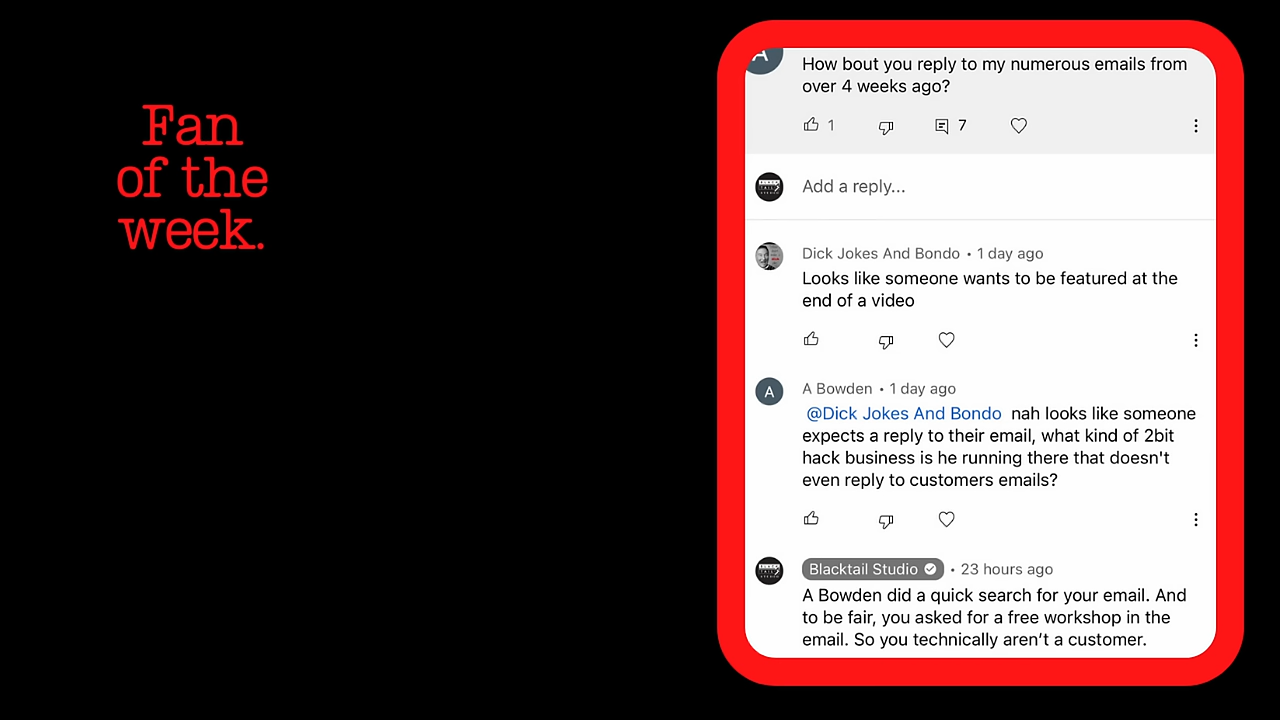 Fan
of the
week.
A
How bout you reply to my numerous emails from
over 4 weeks ago?
1
7
Add a reply...
Dick Jokes And Bondo • 1 day ago
Looks like someone wants to be featured at the
end of a video
A
A Bowden • 1 day ago
@Dick Jokes And Bondo nah looks like someone
expects a reply to their email, what kind of 2bit
hack business is he running there that doesn't
even reply to customers emails?
Blacktail Studio • 23 hours ago
A Bowden did a quick search for your email. And
to be fair, you asked for a free workshop in the
email. So you technically aren’t a customer.